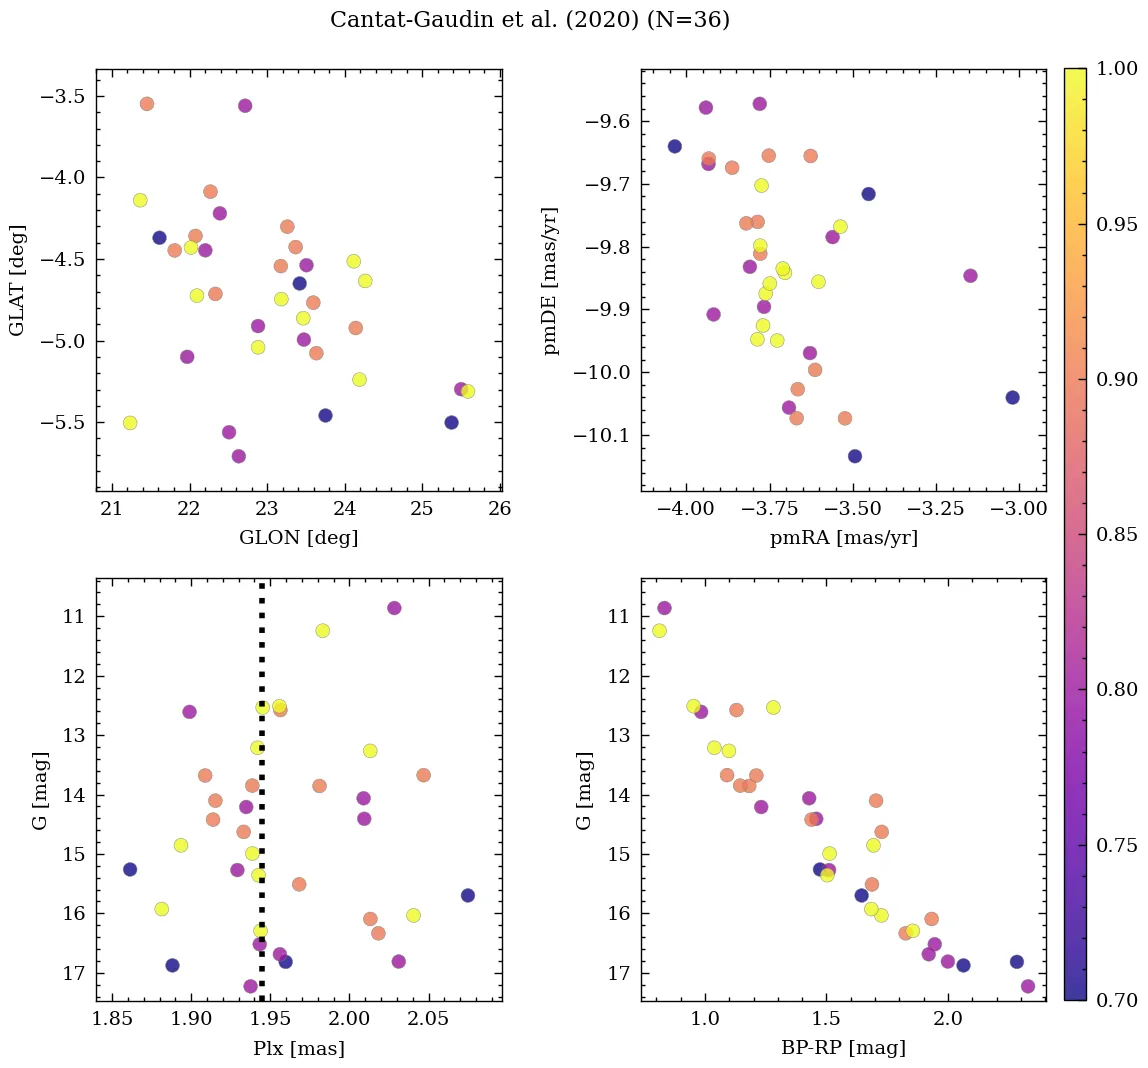 Cantat-Gaudin et al. (2020) (N=36)
−3.5
−4.0
−4.5
−5.0
−5.5
GLAT [deg]
21 22 23 24 25 26
GLON [deg]
−9.6
−9.7
−9.8
−9.9
−10.0
−10.1
pmDE [mas/yr]
−4.00 −3.75 −3.50 −3.25 −3.00
pmRA [mas/yr]
11
12
13
14
15
16
17
G [mag]
1.85 1.90 1.95 2.00 2.05
Plx [mas]
11
12
13
14
15
16
17
G [mag]
1.0 1.5 2.0
BP-RP [mag]
1.00
0.95
0.90
0.85
0.80
0.75
0.70